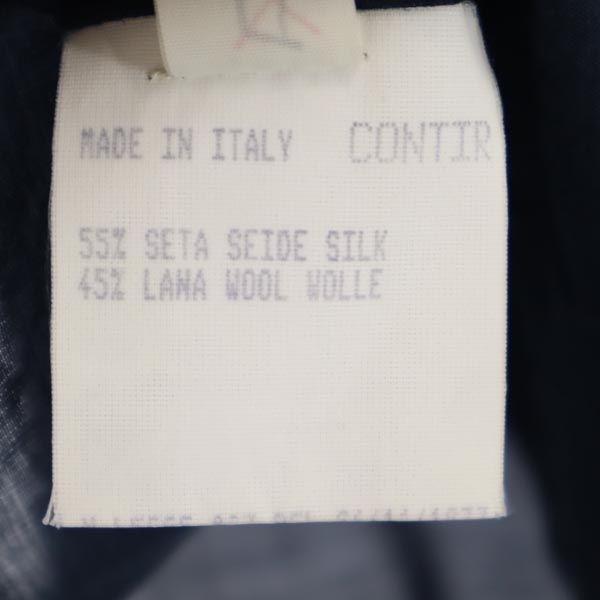 MADE IN ITALY CONTIR
55% SETA SEIDE SILK
45% LANA WOOL WOLLE